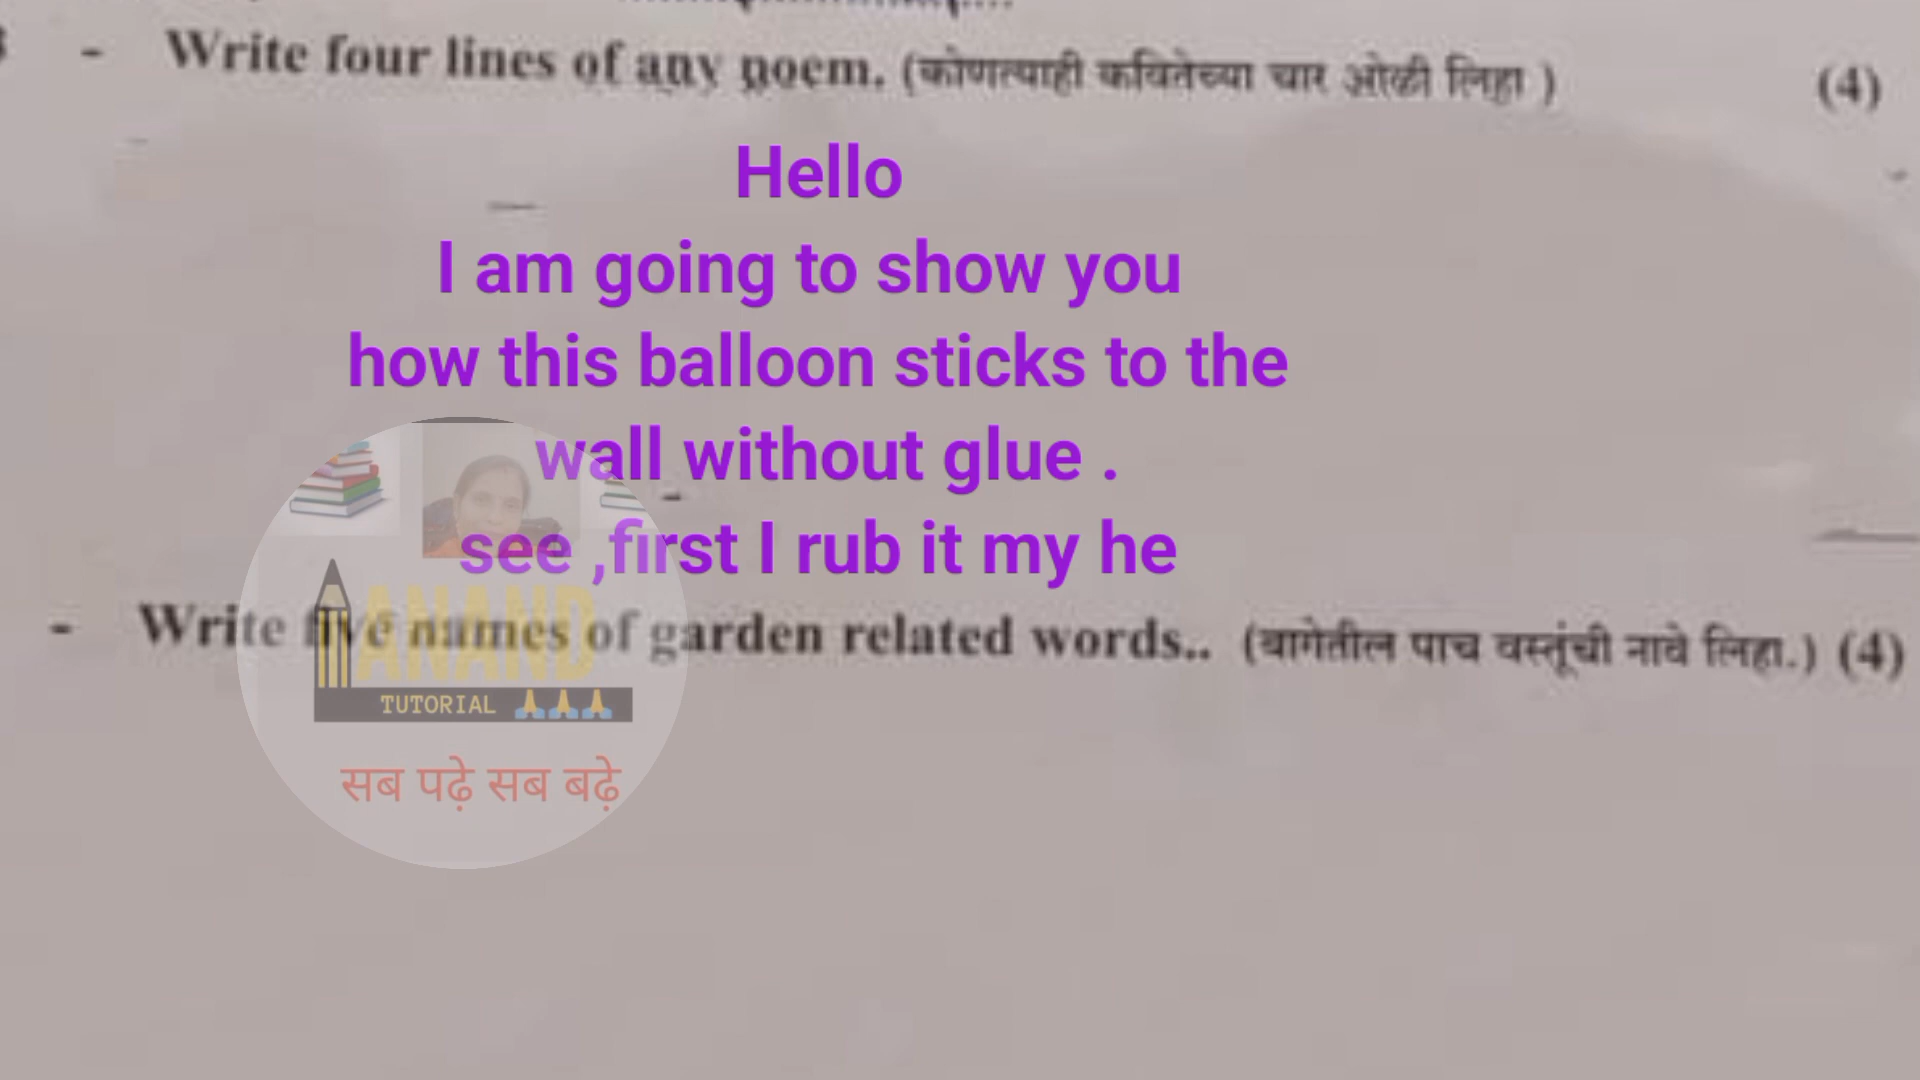 - Write four lines of any poem. (कोणत्याही कवितेच्या चार ओळी लिहा ) (4)
Hello
I am going to show you
how this balloon sticks to the
wall without glue .
see ,first I rub it my he
- Write five names of garden related words.. (बागेतील पाच वस्तूंची नावे लिहा.) (4)
ANAND
TUTORIAL
सब पढ़े सब बढ़े